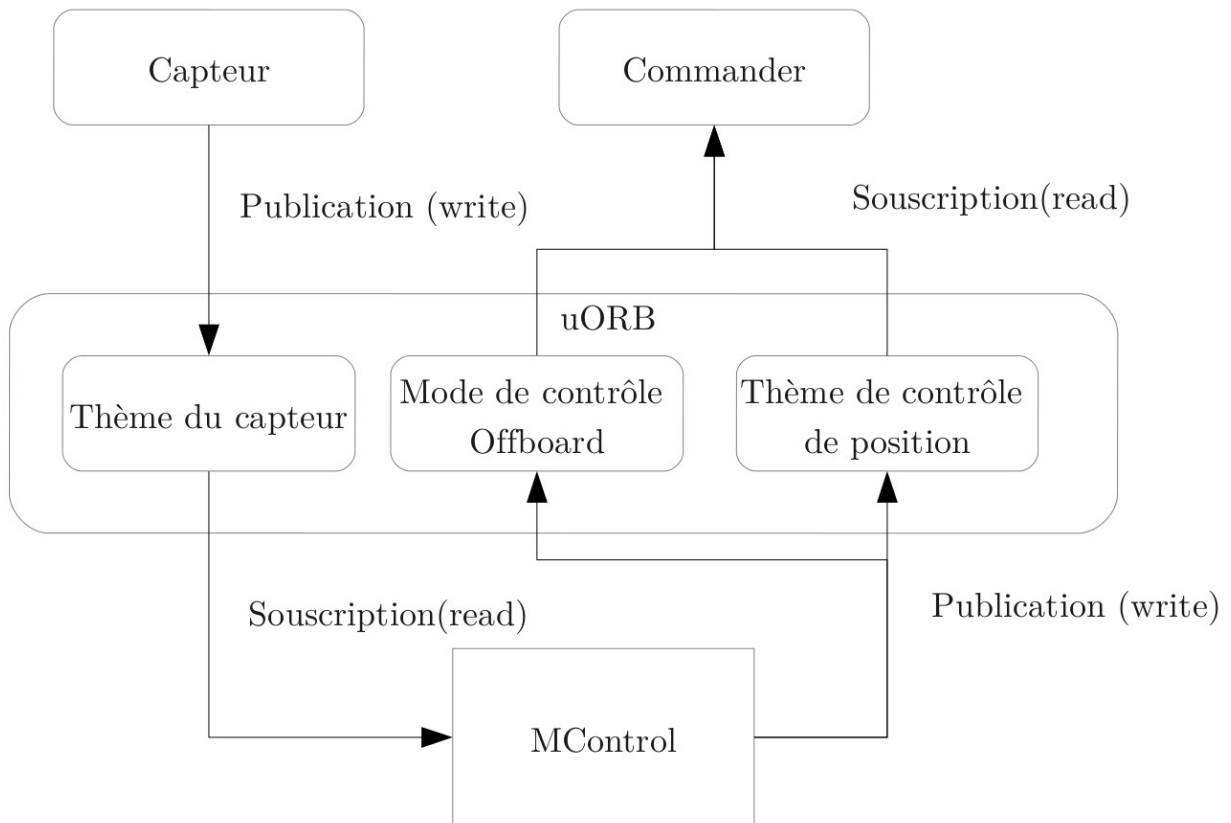 Capteur
Commander
Publication (write)
Souscription(read)
uORB
Thème du capteur
Mode de contrôle
Offboard
Thème de contrôle
de position
Souscription(read)
Publication (write)
MControl